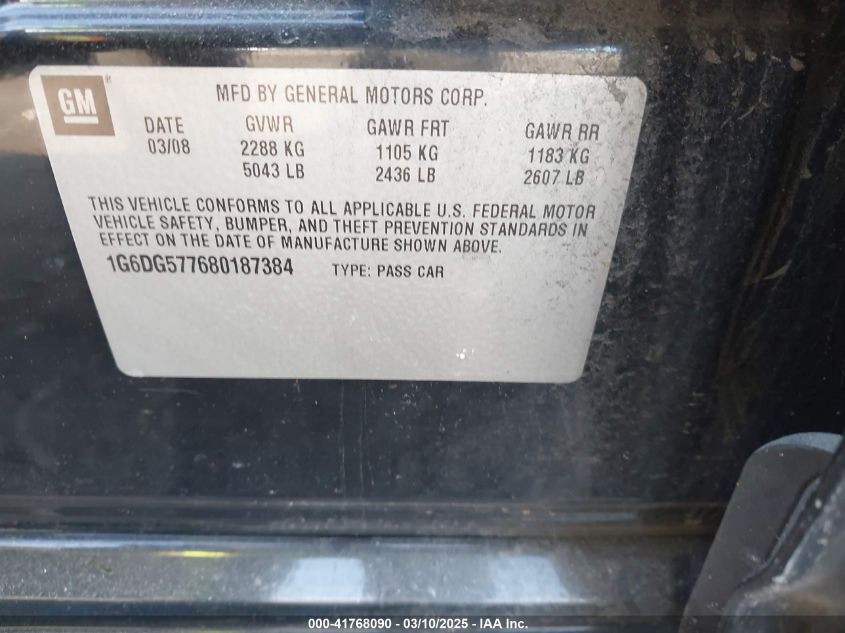 GM
MFD BY GENERAL MOTORS CORP.
DATE GVWR GAWR FRT GAWR RR
03/08 2288 KG 1105 KG 1183 KG
5043 LB 2436 LB 2607 LB
THIS VEHICLE CONFORMS TO ALL APPLICABLE U.S. FEDERAL MOTOR
VEHICLE SAFETY, BUMPER, AND THEFT PREVENTION STANDARDS IN
EFFECT ON THE DATE OF MANUFACTURE SHOWN ABOVE.
1G6DG577680187384 TYPE: PASS CAR
000-41768090 - 03/10/2025 - IAA Inc.